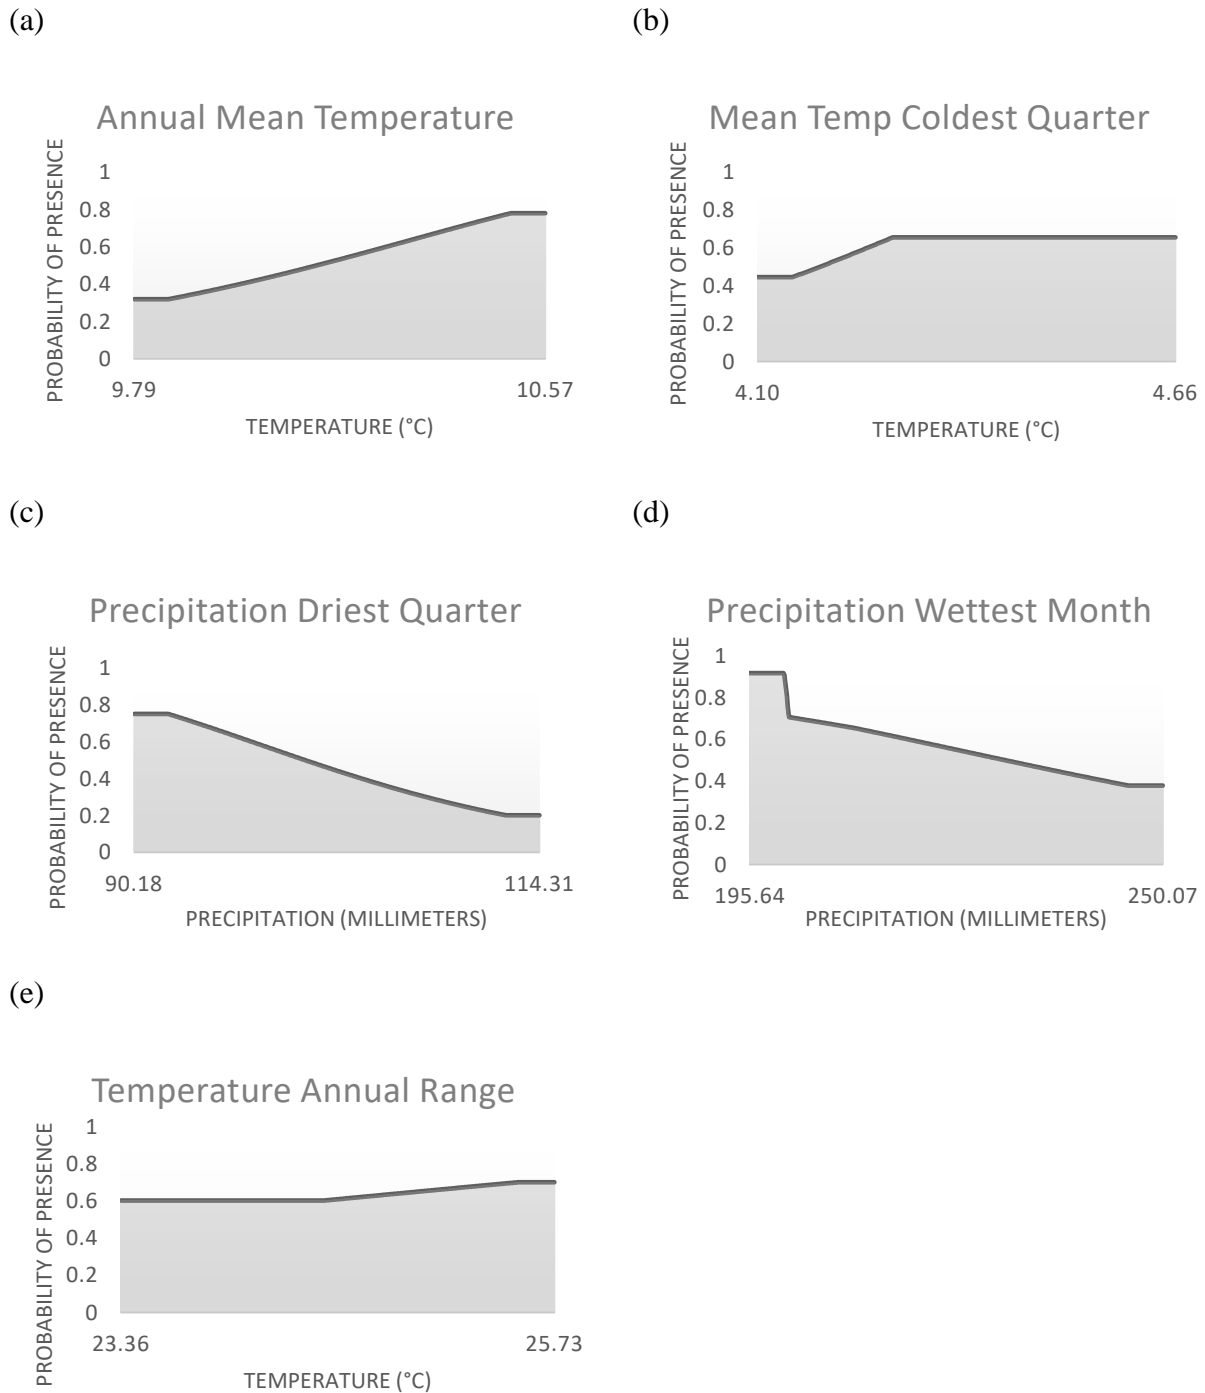 (a)
Annual Mean Temperature
PROBABILITY OF PRESENCE
1
0.8
0.6
0.4
0.2
0
9.79 10.57
TEMPERATURE (°C)
(b)
Mean Temp Coldest Quarter
PROBABILITY OF PRESENCE
1
0.8
0.6
0.4
0.2
0
4.10 4.66
TEMPERATURE (°C)
(c)
Precipitation Driest Quarter
PROBABILITY OF PRESENCE
1
0.8
0.6
0.4
0.2
0
90.18 114.31
PRECIPITATION (MILLIMETERS)
(d)
Precipitation Wettest Month
PROBABILITY OF PRESENCE
1
0.8
0.6
0.4
0.2
0
195.64 250.07
PRECIPITATION (MILLIMETERS)
(e)
Temperature Annual Range
PROBABILITY OF PRESENCE
1
0.8
0.6
0.4
0.2
0
23.36 25.73
TEMPERATURE (°C)